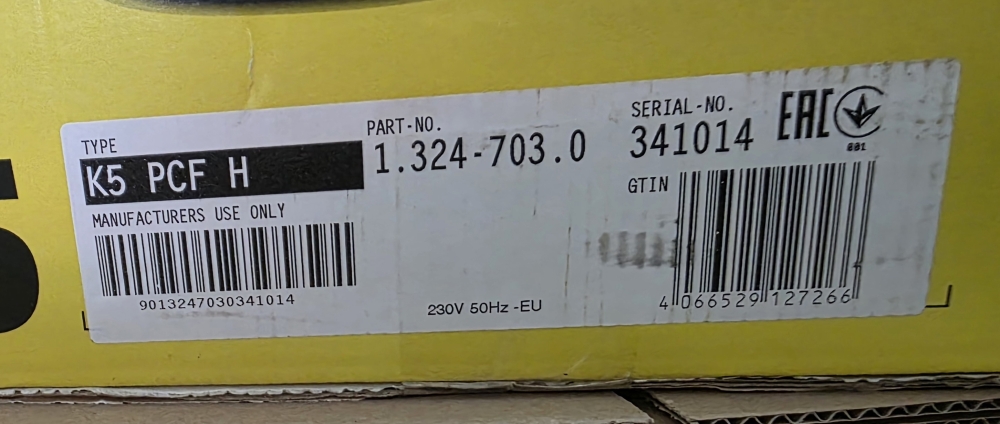 TYPE
K5 PCF H
MANUFACTURERS USE ONLY
9013247030341014
PART-NO.
1.324-703.0
230V 50Hz -EU
SERIAL-NO.
341014
EAC
001
GTIN
4 066529 127266